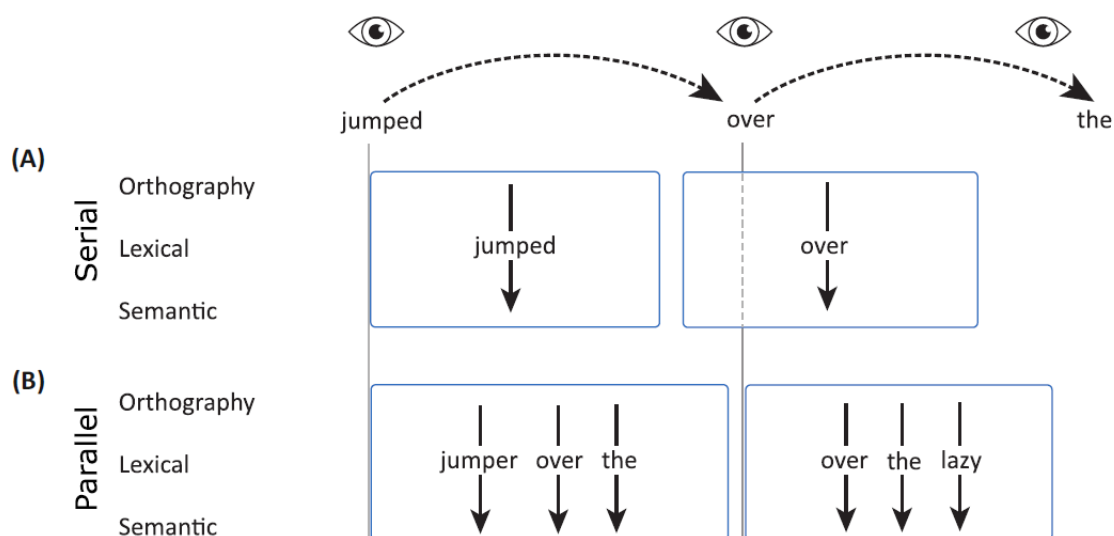 jumped over the
(A)
Serial
Orthography
Lexical
Semantic
jumped
over
(B)
Parallel
Orthography
Lexical
Semantic
jumper over the
over the lazy